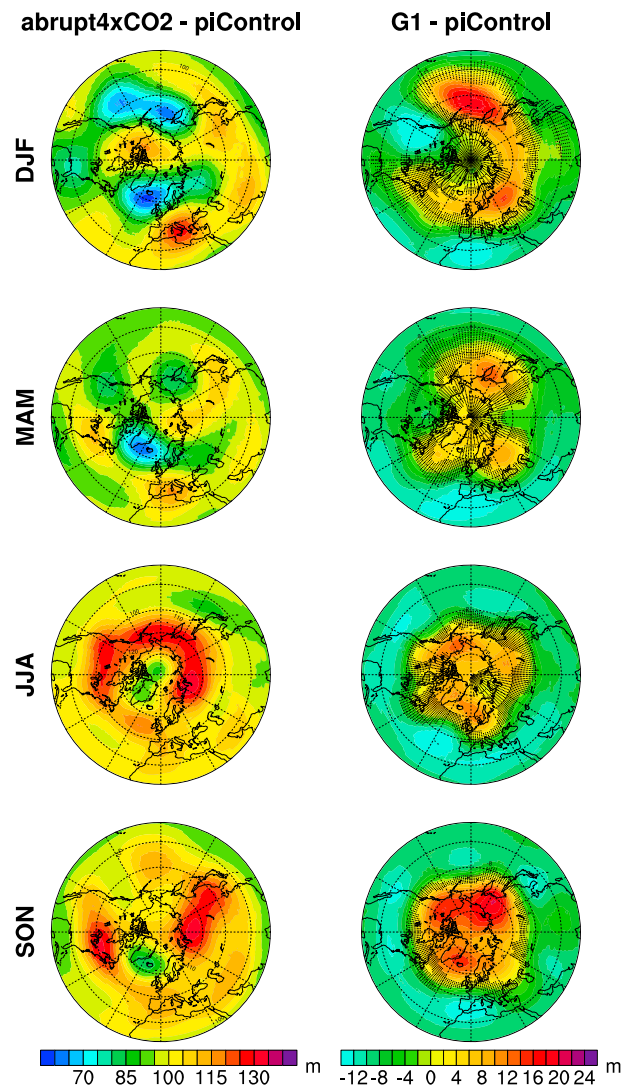 abrupt4xCO2 - piControl G1 - piControl
DJF
MAM
JJA
SON
70 85 100 115 130 m
-12 -8 -4 0 4 8 12 16 20 24 m